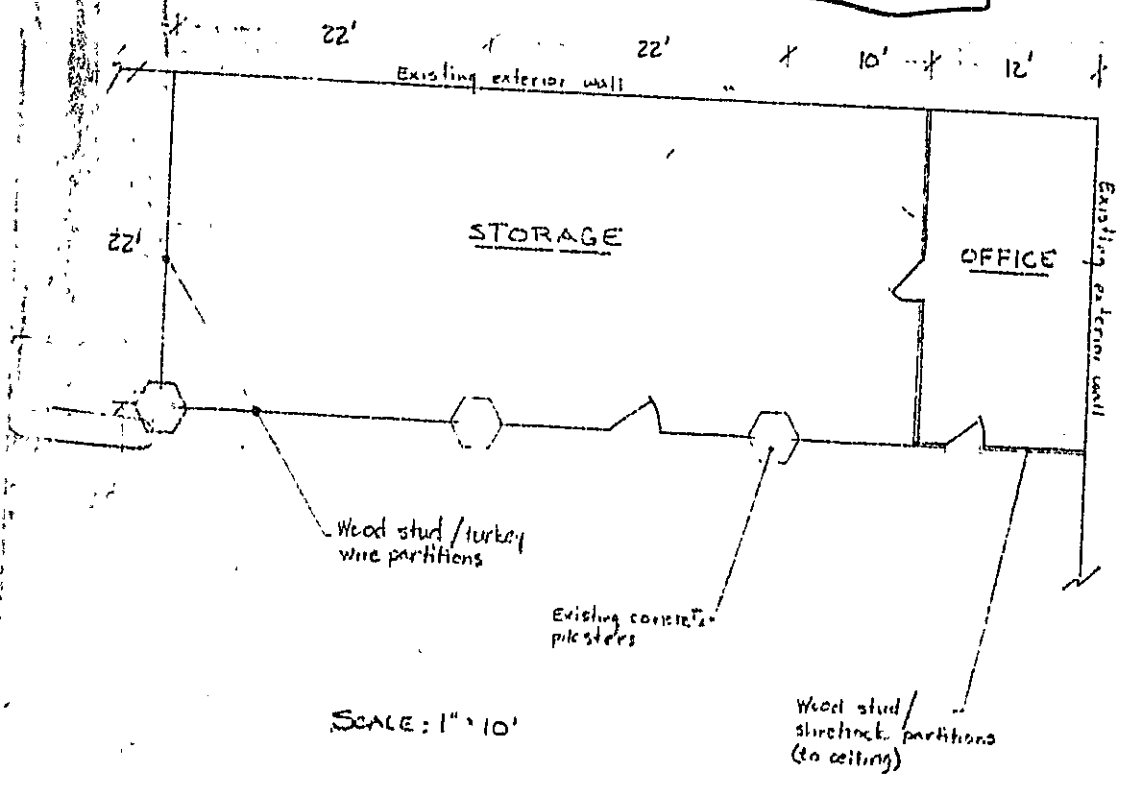 22'
22'
10'
12'
Existing exterior wall
22'
STORAGE
OFFICE
Existing exterior wall
Wood stud/turkey
wire partitions
Existing concrete
pilasters
SCALE: 1" = 10'
Wood stud/
sheetrock partitions
(to ceiling)